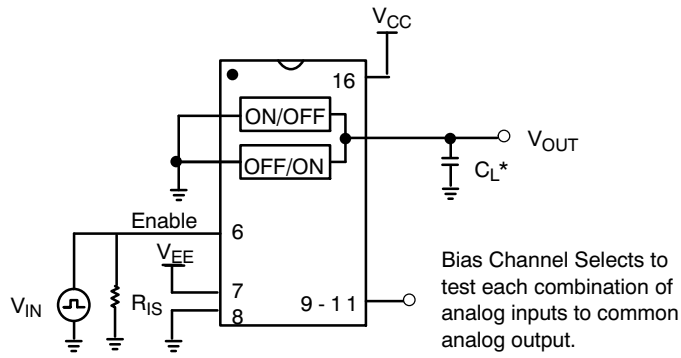 V_CC
16
ON/OFF
OFF/ON
V_OUT
C_L*
Enable
6
V_EE
7
V_IN
R_IS
8
9 - 11
Bias Channel Selects to
test each combination of
analog inputs to common
analog output.